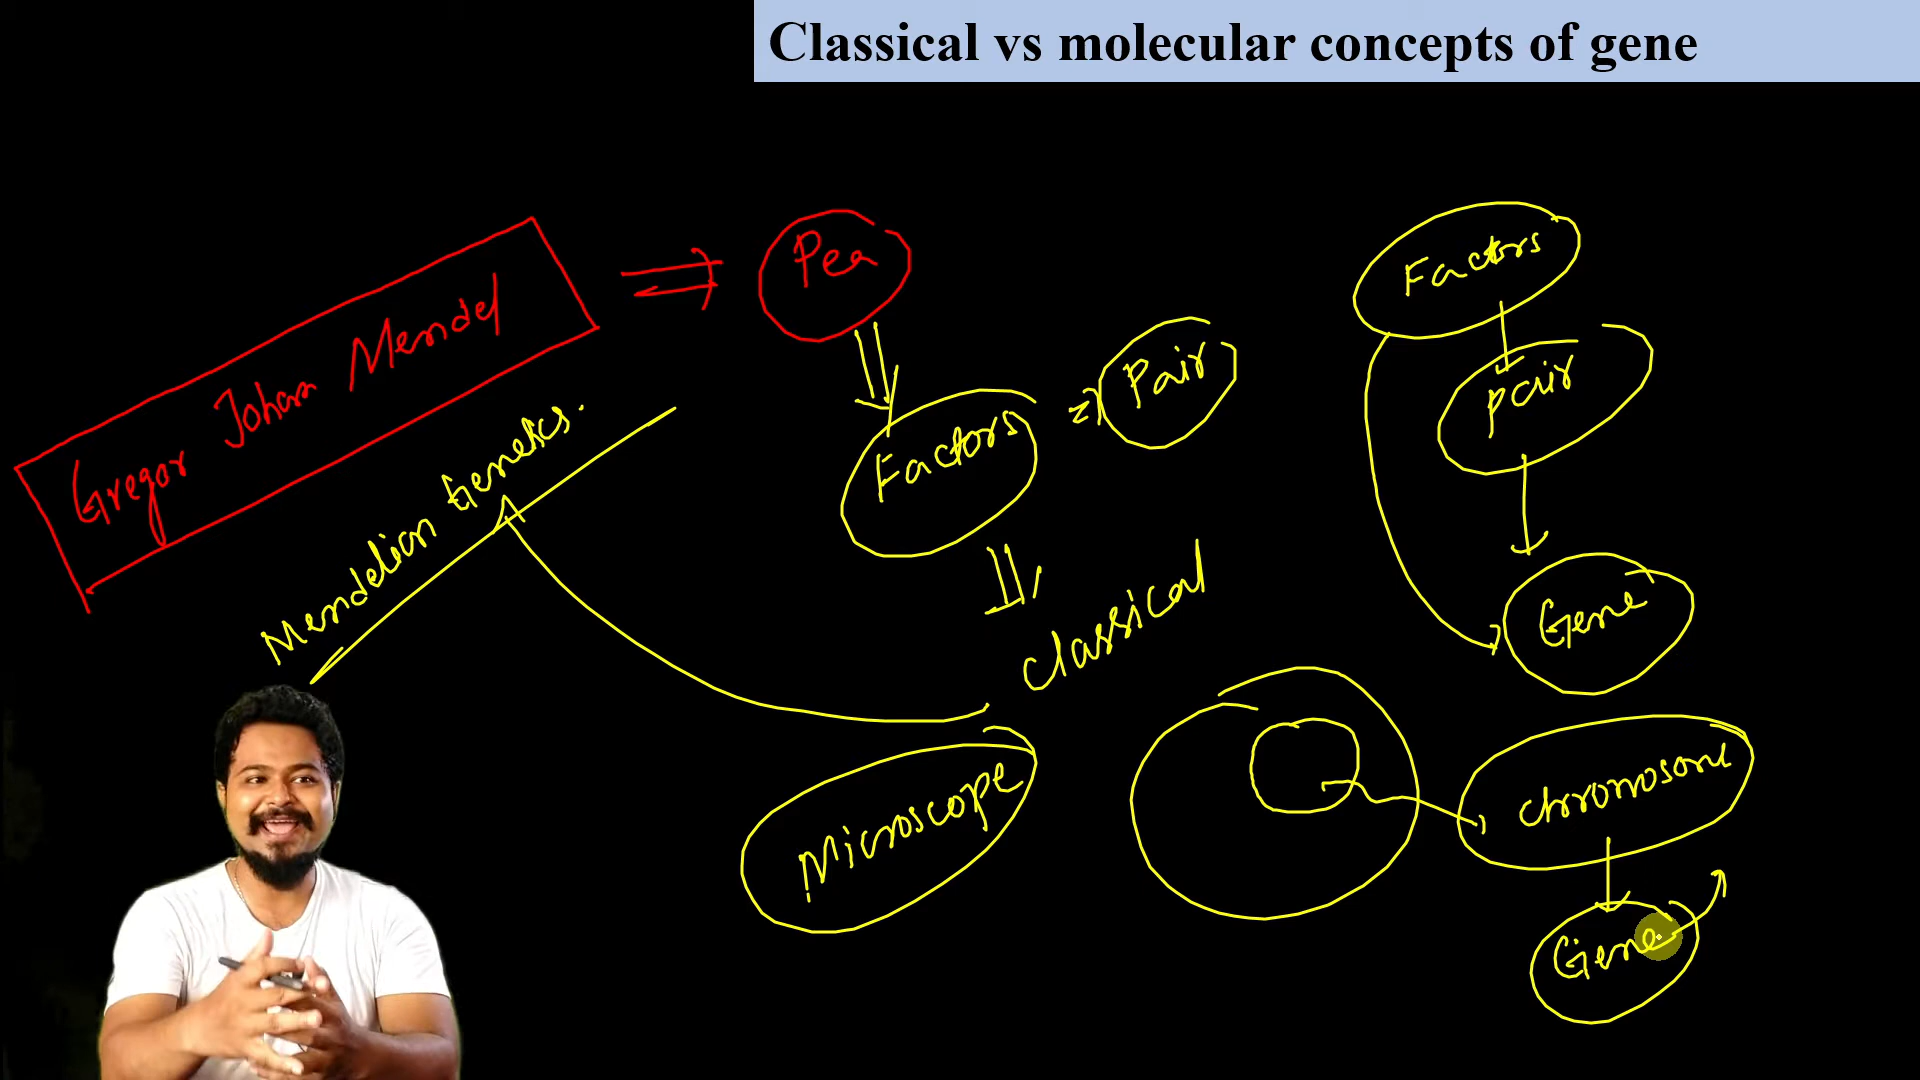 Classical vs molecular concepts of gene
Gregor Johan Mendel
Pea
Factors
Pair
Mendelian Genetics.
classical
Microscope
Factors
pair
Gene
chromosome
Gene